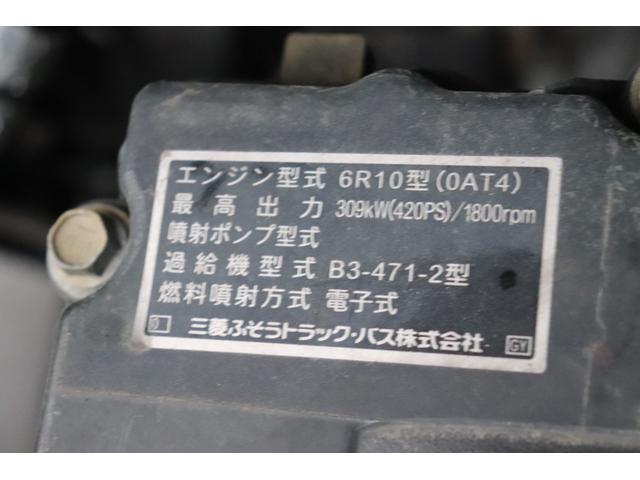 エンジン型式 6R10型(0AT4)
最高出力 309kW(420PS)/1800rpm
噴射ポンプ型式
過給機型式 B3-471-2型
燃料噴射方式 電子式
三菱ふそうトラック・バス株式会社 GY